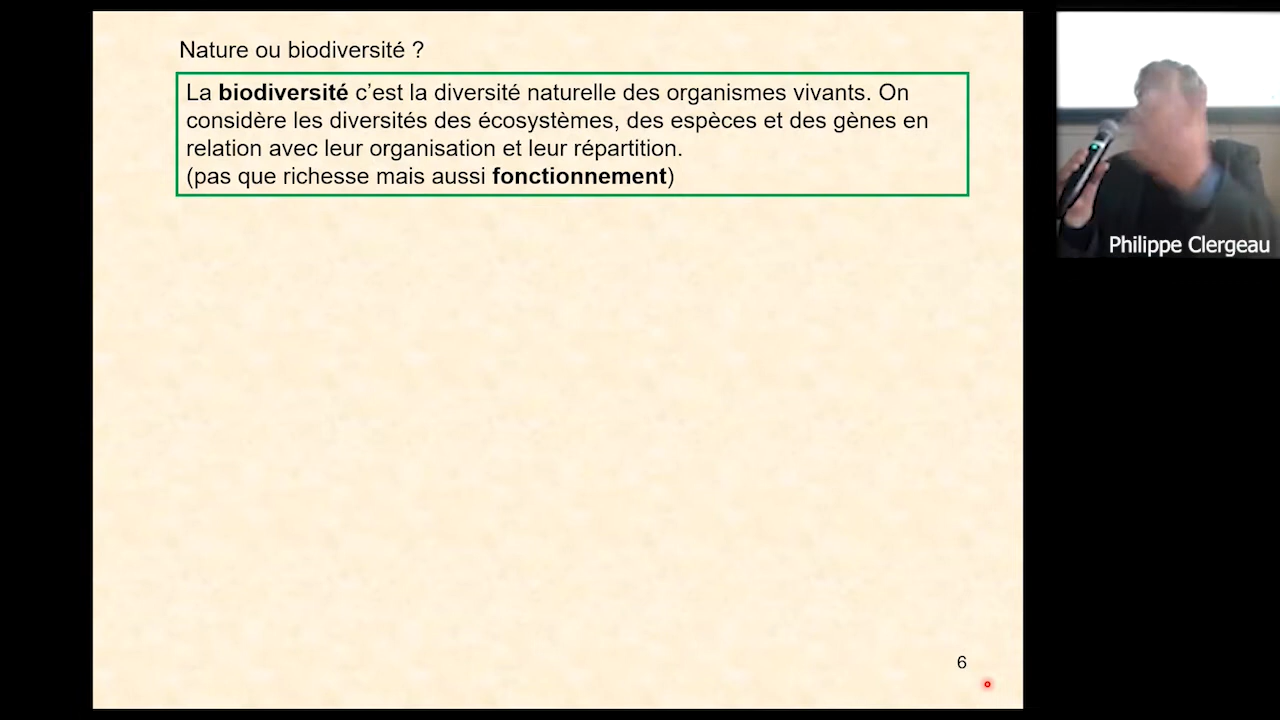 Nature ou biodiversité ?
La biodiversité c’est la diversité naturelle des organismes vivants. On
considère les diversités des écosystèmes, des espèces et des gènes en
relation avec leur organisation et leur répartition.
(pas que richesse mais aussi fonctionnement)
Philippe Clergeau
6